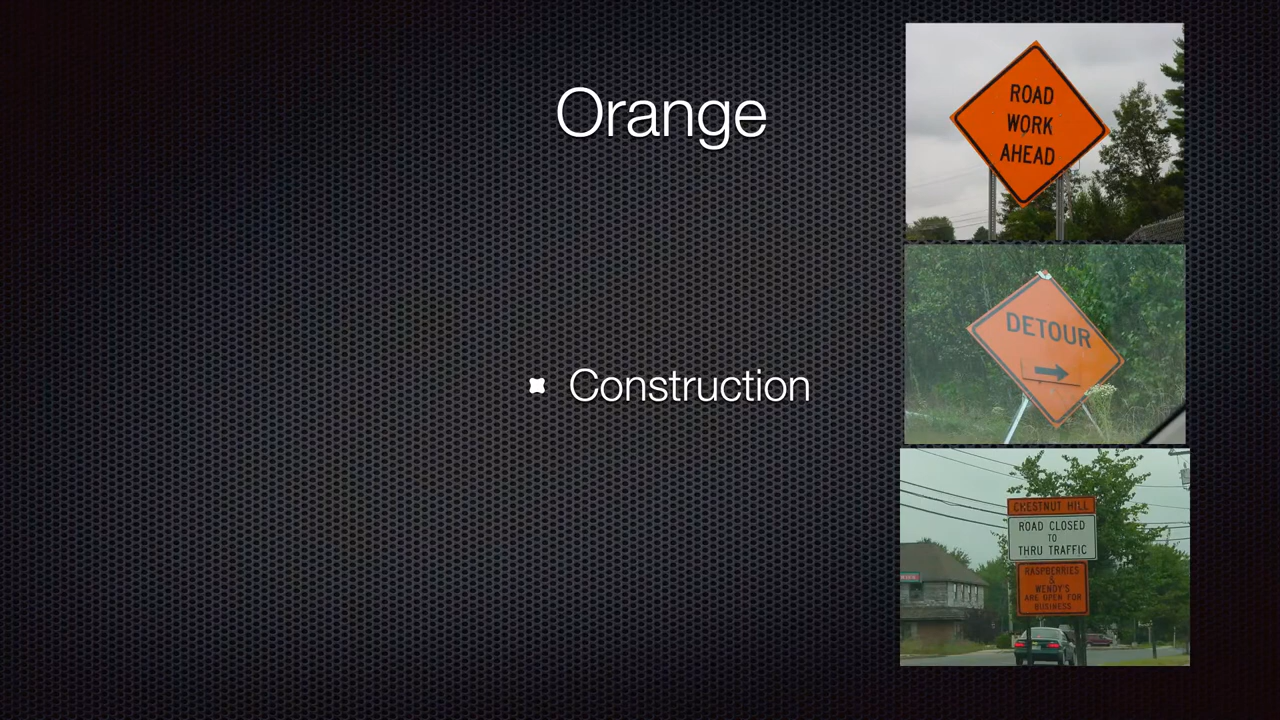 Orange
Construction
ROAD
WORK
AHEAD
DETOUR
CHESTNUT HILL
ROAD CLOSED
TO
THRU TRAFFIC
RASPBERRIES
&
WENDY'S
ARE OPEN FOR
BUSINESS